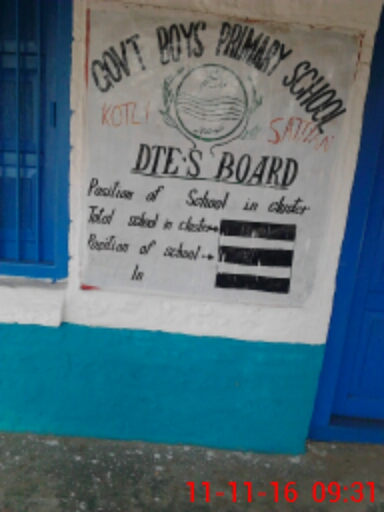 GOVT BOYS PRIMARY SCHOOL
KOTLI SATIAN
DTE'S BOARD
Position of School in cluster
Total school in cluster
Position of school
In
11-11-16 09:31